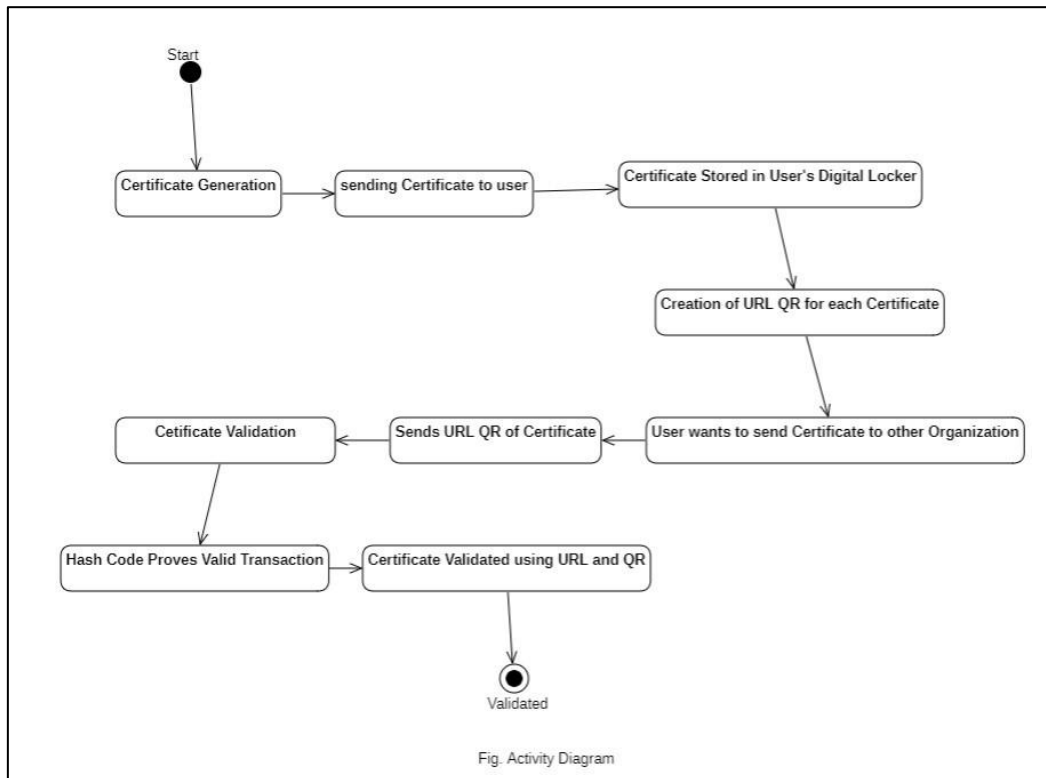 Start
Certificate Generation
sending Certificate to user
Certificate Stored in User's Digital Locker
Creation of URL QR for each Certificate
User wants to send Certificate to other Organization
Sends URL QR of Certificate
Cetificate Validation
Hash Code Proves Valid Transaction
Certificate Validated using URL and QR
Validated
Fig. Activity Diagram